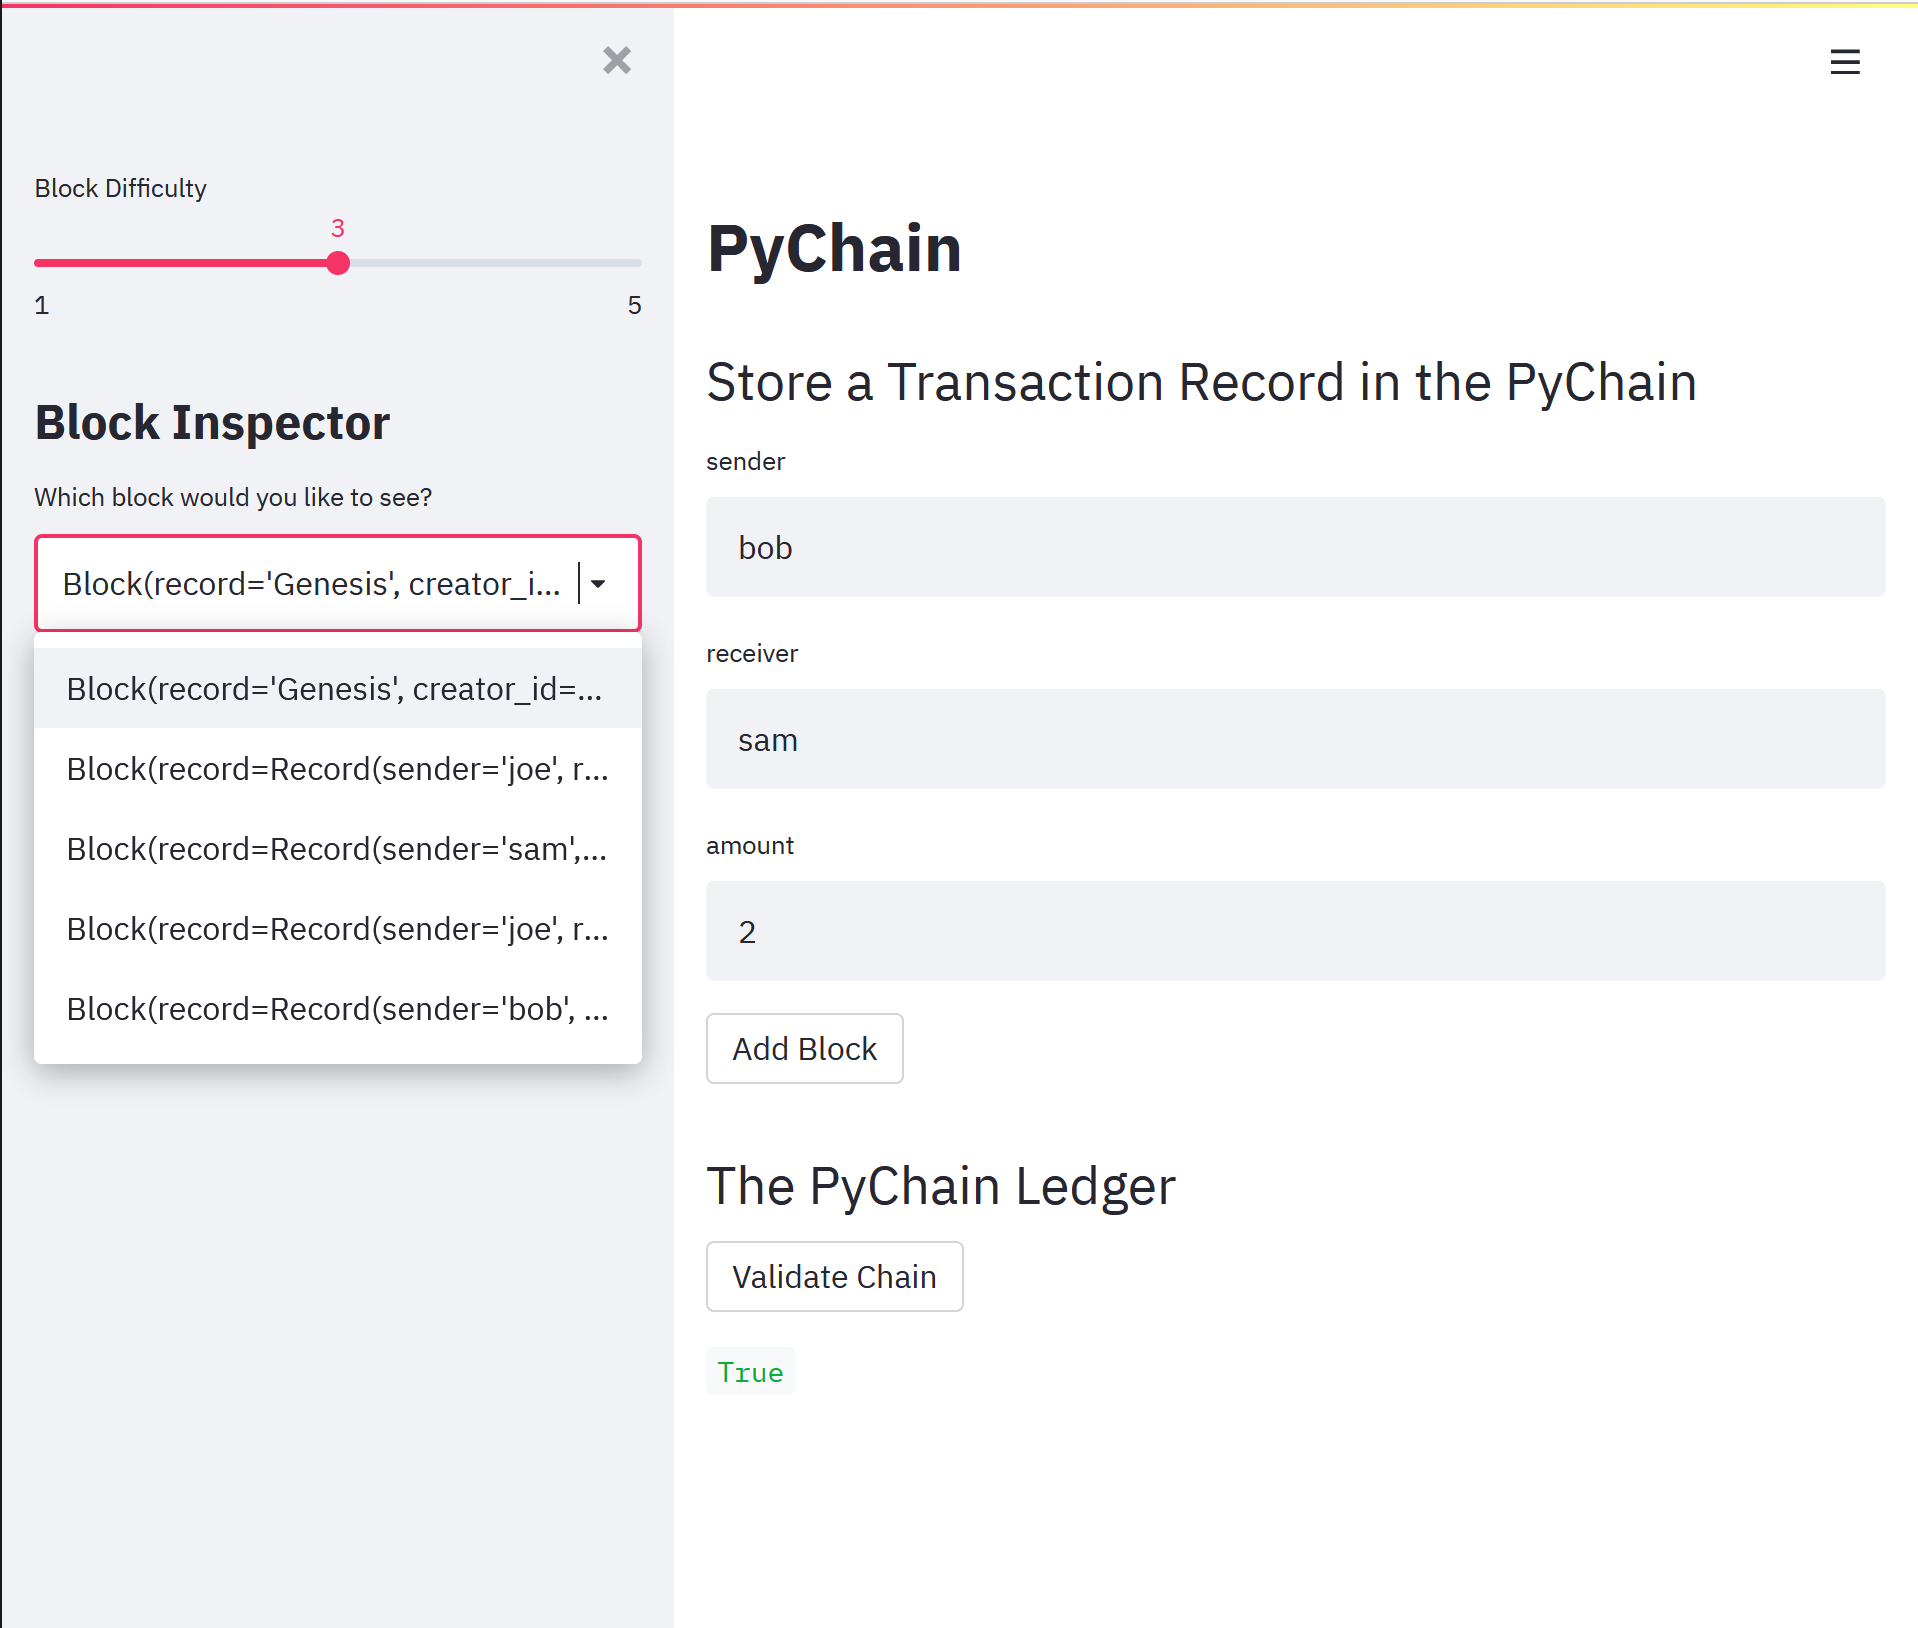 Block Difficulty
3
1
5
Block Inspector
Which block would you like to see?
Block(record='Genesis', creator_i...
Block(record='Genesis', creator_id=...
Block(record=Record(sender='joe', r...
Block(record=Record(sender='sam',...
Block(record=Record(sender='joe', r...
Block(record=Record(sender='bob', ...
PyChain
Store a Transaction Record in the PyChain
sender
bob
receiver
sam
amount
2
Add Block
The PyChain Ledger
Validate Chain
True